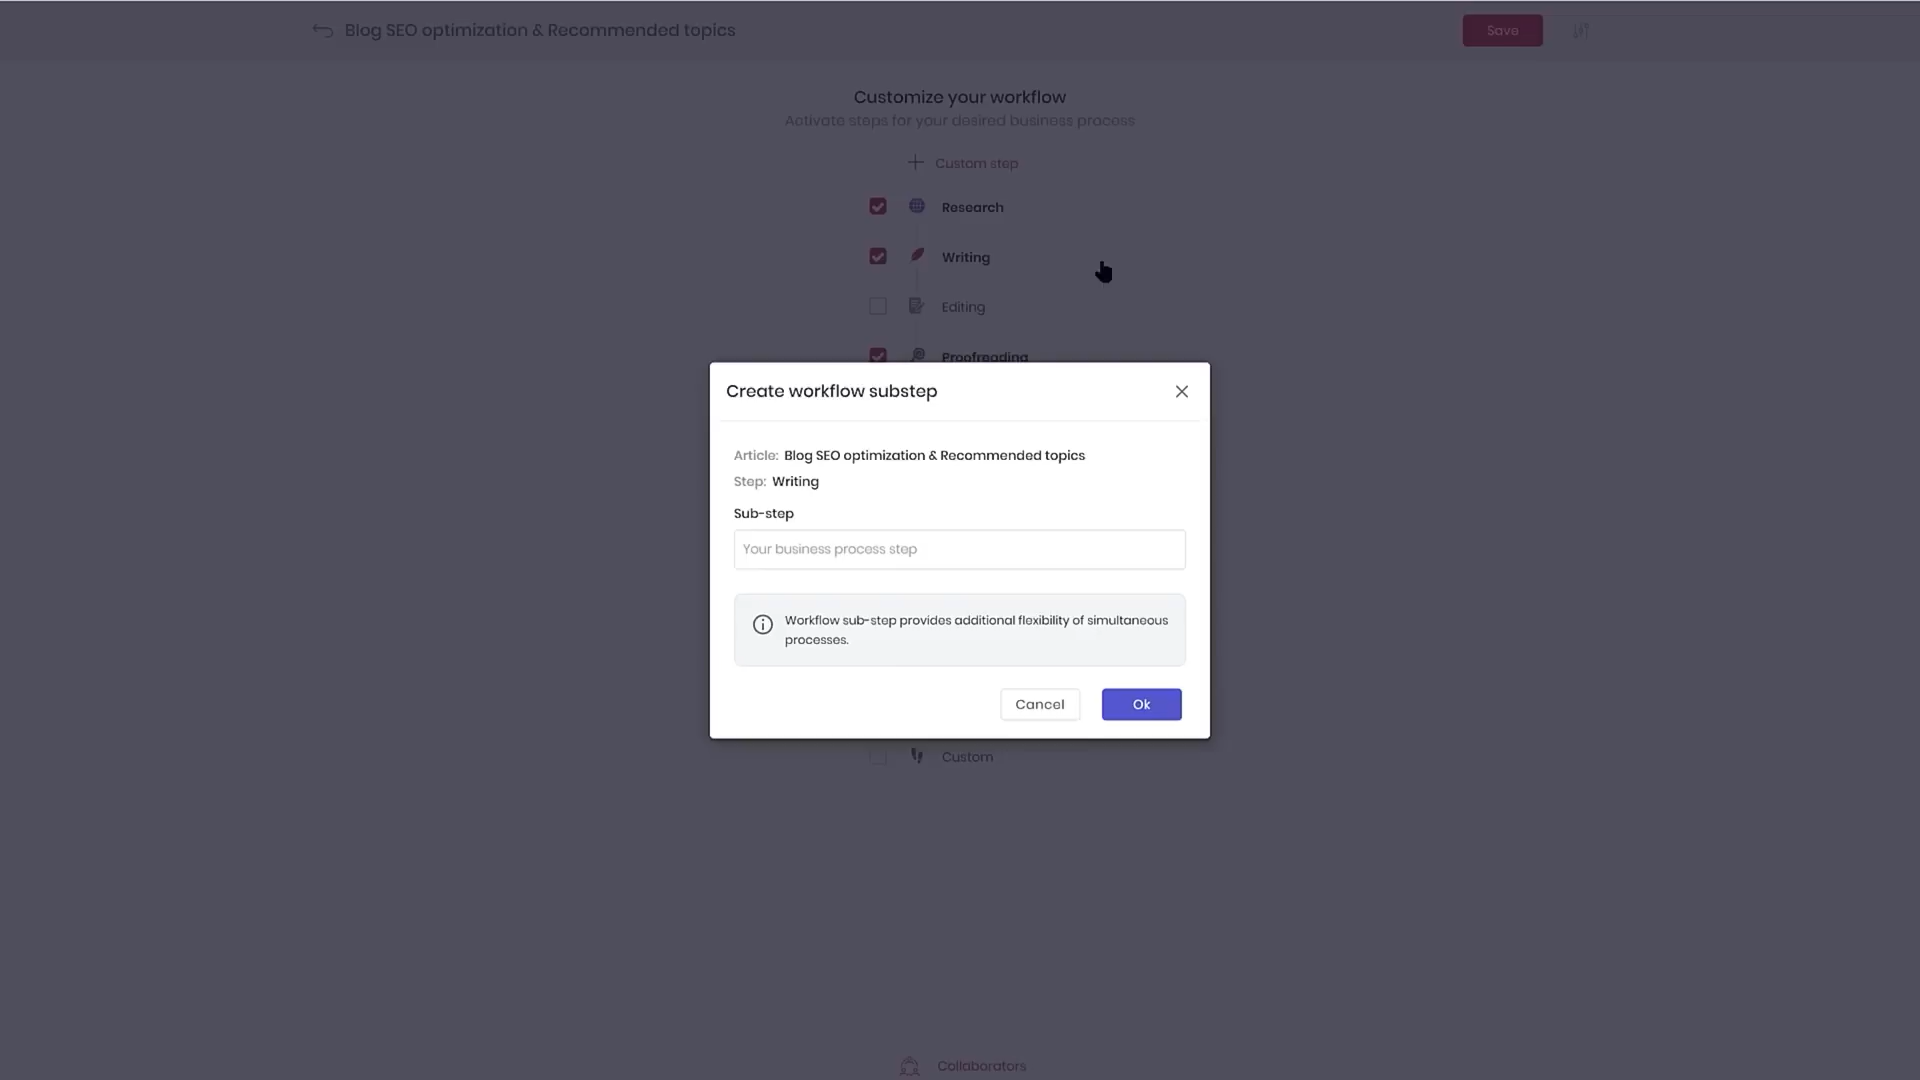 Blog SEO optimization & Recommended topics
Save
Customize your workflow
Activate steps for your desired business process
Custom step
Research
Writing
Editing
Proofreading
Create workflow substep
Article: Blog SEO optimization & Recommended topics
Step: Writing
Sub-step
Your business process step
Workflow sub-step provides additional flexibility of simultaneous
processes.
Cancel
Ok
Custom
Collaborators